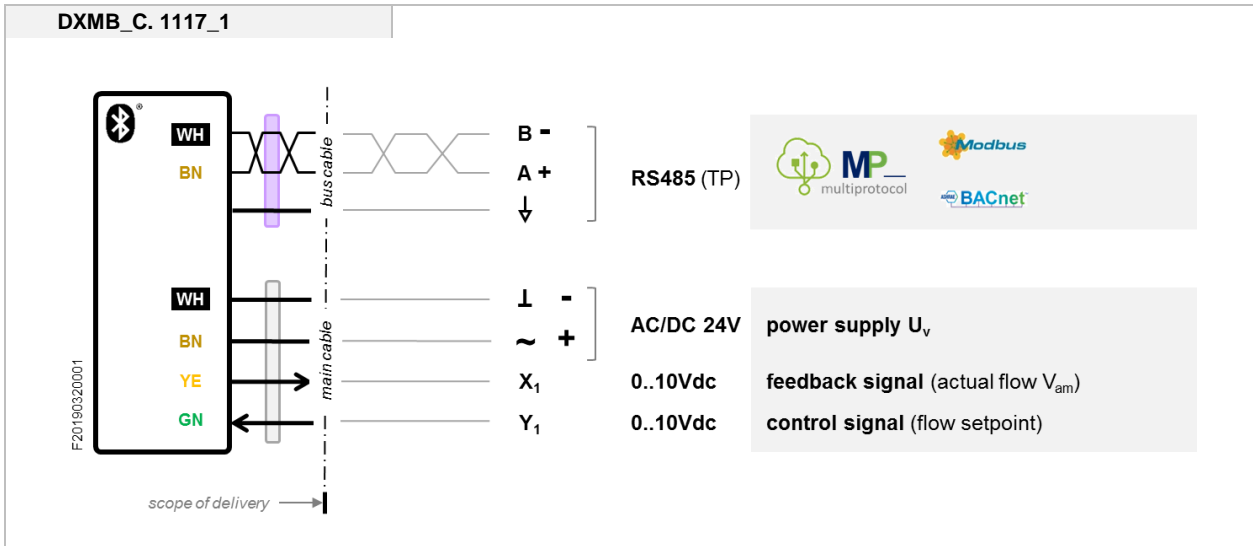 DXMB_C. 1117_1
®
WH
BN
bus cable
B -
A +
RS485 (TP)
MP_
multiprotocol
Modbus
ASHRAE BACnet™
WH
BN
YE
GN
main cable
⊥ -
~ +
AC/DC 24V
power supply Uv
X1 0..10Vdc feedback signal (actual flow Vam)
Y1 0..10Vdc control signal (flow setpoint)
F20190320001
scope of delivery